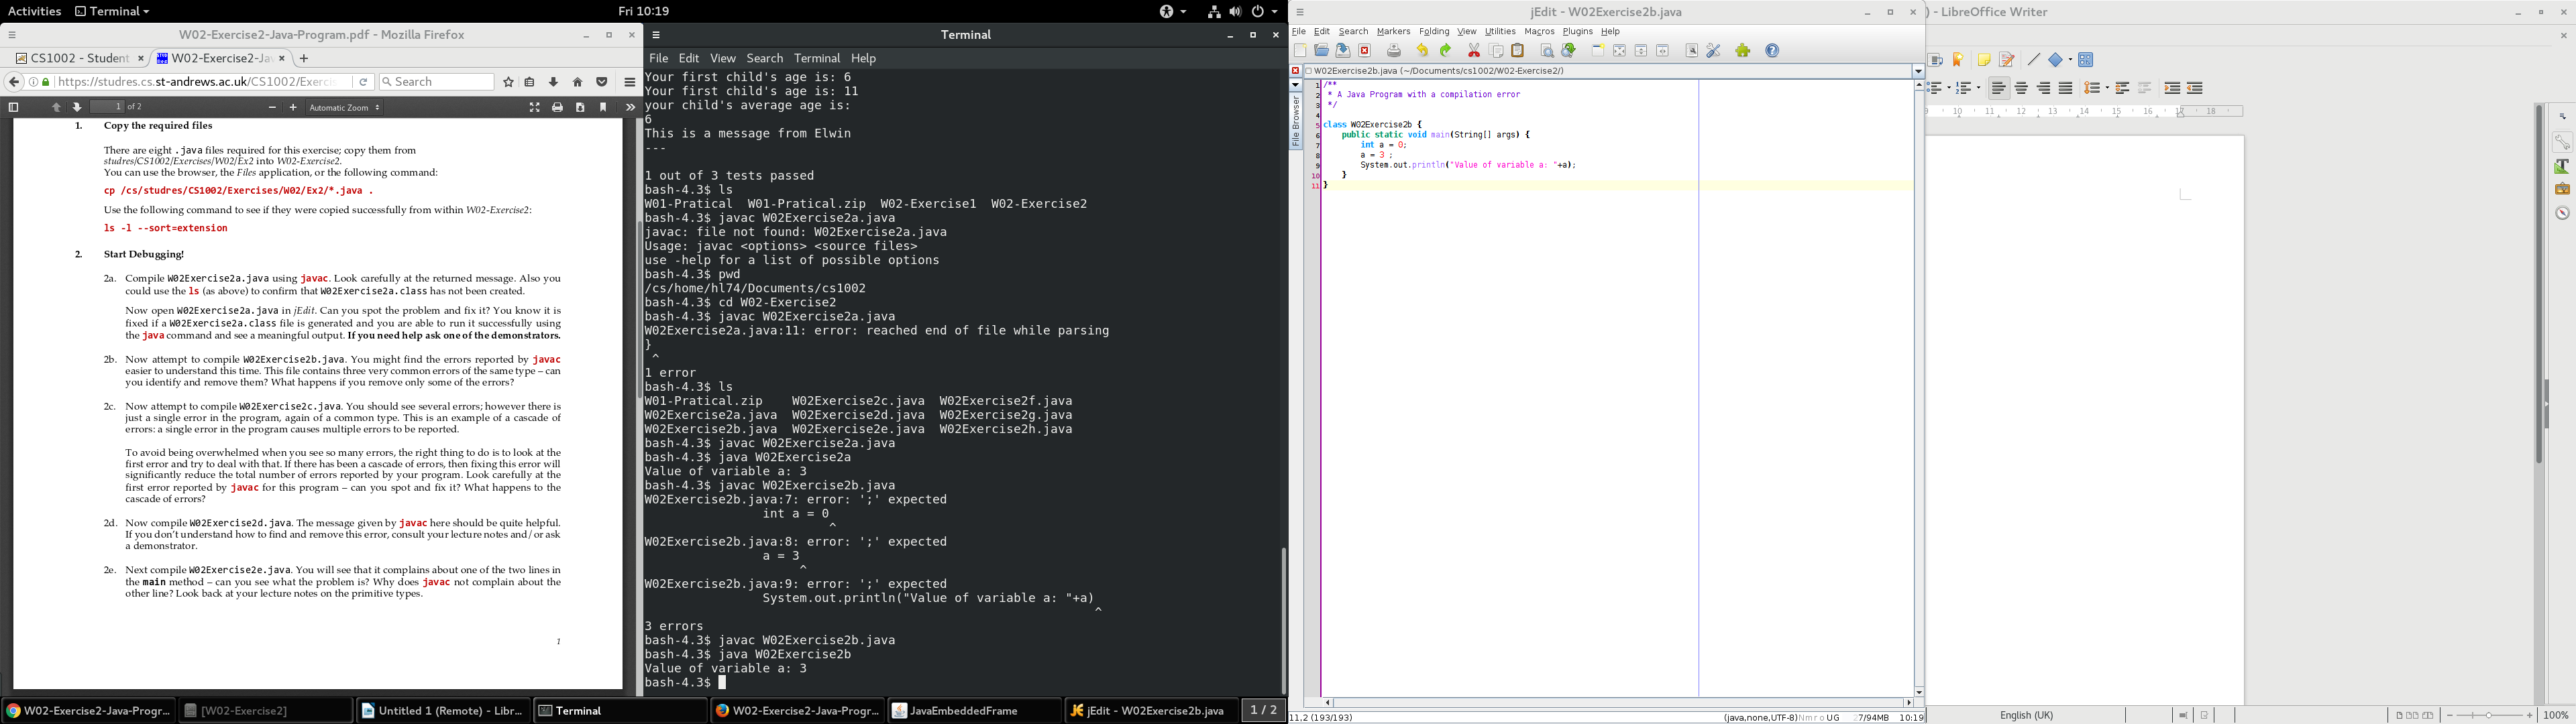 Activities Terminal Fri 10:19
W02-Exercise2-Java-Program.pdf - Mozilla Firefox
CS1002 - Student W02-Exercise2-Jav
https://studres.cs.st-andrews.ac.uk/CS1002/Exercis Search
1 of 2 Automatic Zoom
1. Copy the required files
There are eight .java files required for this exercise; copy them from
studres/CS1002/Exercises/W02/Ex2 into W02-Exercise2.
You can use the browser, the Files application, or the following command:
cp /cs/studres/CS1002/Exercises/W02/Ex2/*.java .
Use the following command to see if they were copied successfully from within W02-Exercise2:
ls -l --sort=extension
2. Start Debugging!
2a. Compile W02Exercise2a.java using javac. Look carefully at the returned message. Also you
could use the ls (as above) to confirm that W02Exercise2a.class has not been created.
Now open W02Exercise2a.java in jEdit. Can you spot the problem and fix it? You know it is
fixed if a W02Exercise2a.class file is generated and you are able to run it successfully using
the java command and see a meaningful output. If you need help ask one of the demonstrators.
2b. Now attempt to compile W02Exercise2b.java. You might find the errors reported by javac
easier to understand this time. This file contains three very common errors of the same type – can
you identify and remove them? What happens if you remove only some of the errors?
2c. Now attempt to compile W02Exercise2c.java. You should see several errors; however there is
just a single error in the program, again of a common type. This is an example of a cascade of
errors: a single error in the program causes multiple errors to be reported.
To avoid being overwhelmed when you see so many errors, the right thing to do is to look at the
first error and try to deal with that. If there has been a cascade of errors, then fixing this error will
significantly reduce the total number of errors reported by your program. Look carefully at the
first error reported by javac for this program – can you spot and fix it? What happens to the
cascade of errors?
2d. Now compile W02Exercise2d.java. The message given by javac here should be quite helpful.
If you don't understand how to find and remove this error, consult your lecture notes and/or ask
a demonstrator.
2e. Next compile W02Exercise2e.java. You will see that it complains about one of the two lines in
the main method – can you see what the problem is? Why does javac not complain about the
other line? Look back at your lecture notes on the primitive types.
1
Terminal
File Edit View Search Terminal Help
Your first child's age is: 6
Your first child's age is: 11
your child's average age is:
6
This is a message from Elwin
---
1 out of 3 tests passed
bash-4.3$ ls
W01-Pratical W01-Pratical.zip W02-Exercise1 W02-Exercise2
bash-4.3$ javac W02Exercise2a.java
javac: file not found: W02Exercise2a.java
Usage: javac <options> <source files>
use -help for a list of possible options
bash-4.3$ pwd
/cs/home/hl74/Documents/cs1002
bash-4.3$ cd W02-Exercise2
bash-4.3$ javac W02Exercise2a.java
W02Exercise2a.java:11: error: reached end of file while parsing
}
^
1 error
bash-4.3$ ls
W01-Pratical.zip W02Exercise2c.java W02Exercise2f.java
W02Exercise2a.java W02Exercise2d.java W02Exercise2g.java
W02Exercise2b.java W02Exercise2e.java W02Exercise2h.java
bash-4.3$ javac W02Exercise2a.java
bash-4.3$ java W02Exercise2a
Value of variable a: 3
bash-4.3$ javac W02Exercise2b.java
W02Exercise2b.java:7: error: ';' expected
int a = 0
^
W02Exercise2b.java:8: error: ';' expected
a = 3
^
W02Exercise2b.java:9: error: ';' expected
System.out.println("Value of variable a: "+a)
^
3 errors
bash-4.3$ javac W02Exercise2b.java
bash-4.3$ java W02Exercise2b
Value of variable a: 3
bash-4.3$
jEdit - W02Exercise2b.java
File Edit Search Markers Folding View Utilities Macros Plugins Help
W02Exercise2b.java (~/Documents/cs1002/W02-Exercise2/)
File Browser
1 /**
2 * A Java Program with a compilation error
3 */
4
5 class W02Exercise2b {
6 public static void main(String[] args) {
7 int a = 0;
8 a = 3 ;
9 System.out.println("Value of variable a: "+a);
10 }
11 }
11,2 (193/193) (java,none,UTF-8) N m r o UG 27/94MB 10:19
) - LibreOffice Writer
9 10 11 12 13 14 15 16 17 18
English (UK) 100%
W02-Exercise2-Java-Progr... [W02-Exercise2] Untitled 1 (Remote) - Libr... Terminal W02-Exercise2-Java-Progr... JavaEmbeddedFrame jEdit - W02Exercise2b.java 1 / 2